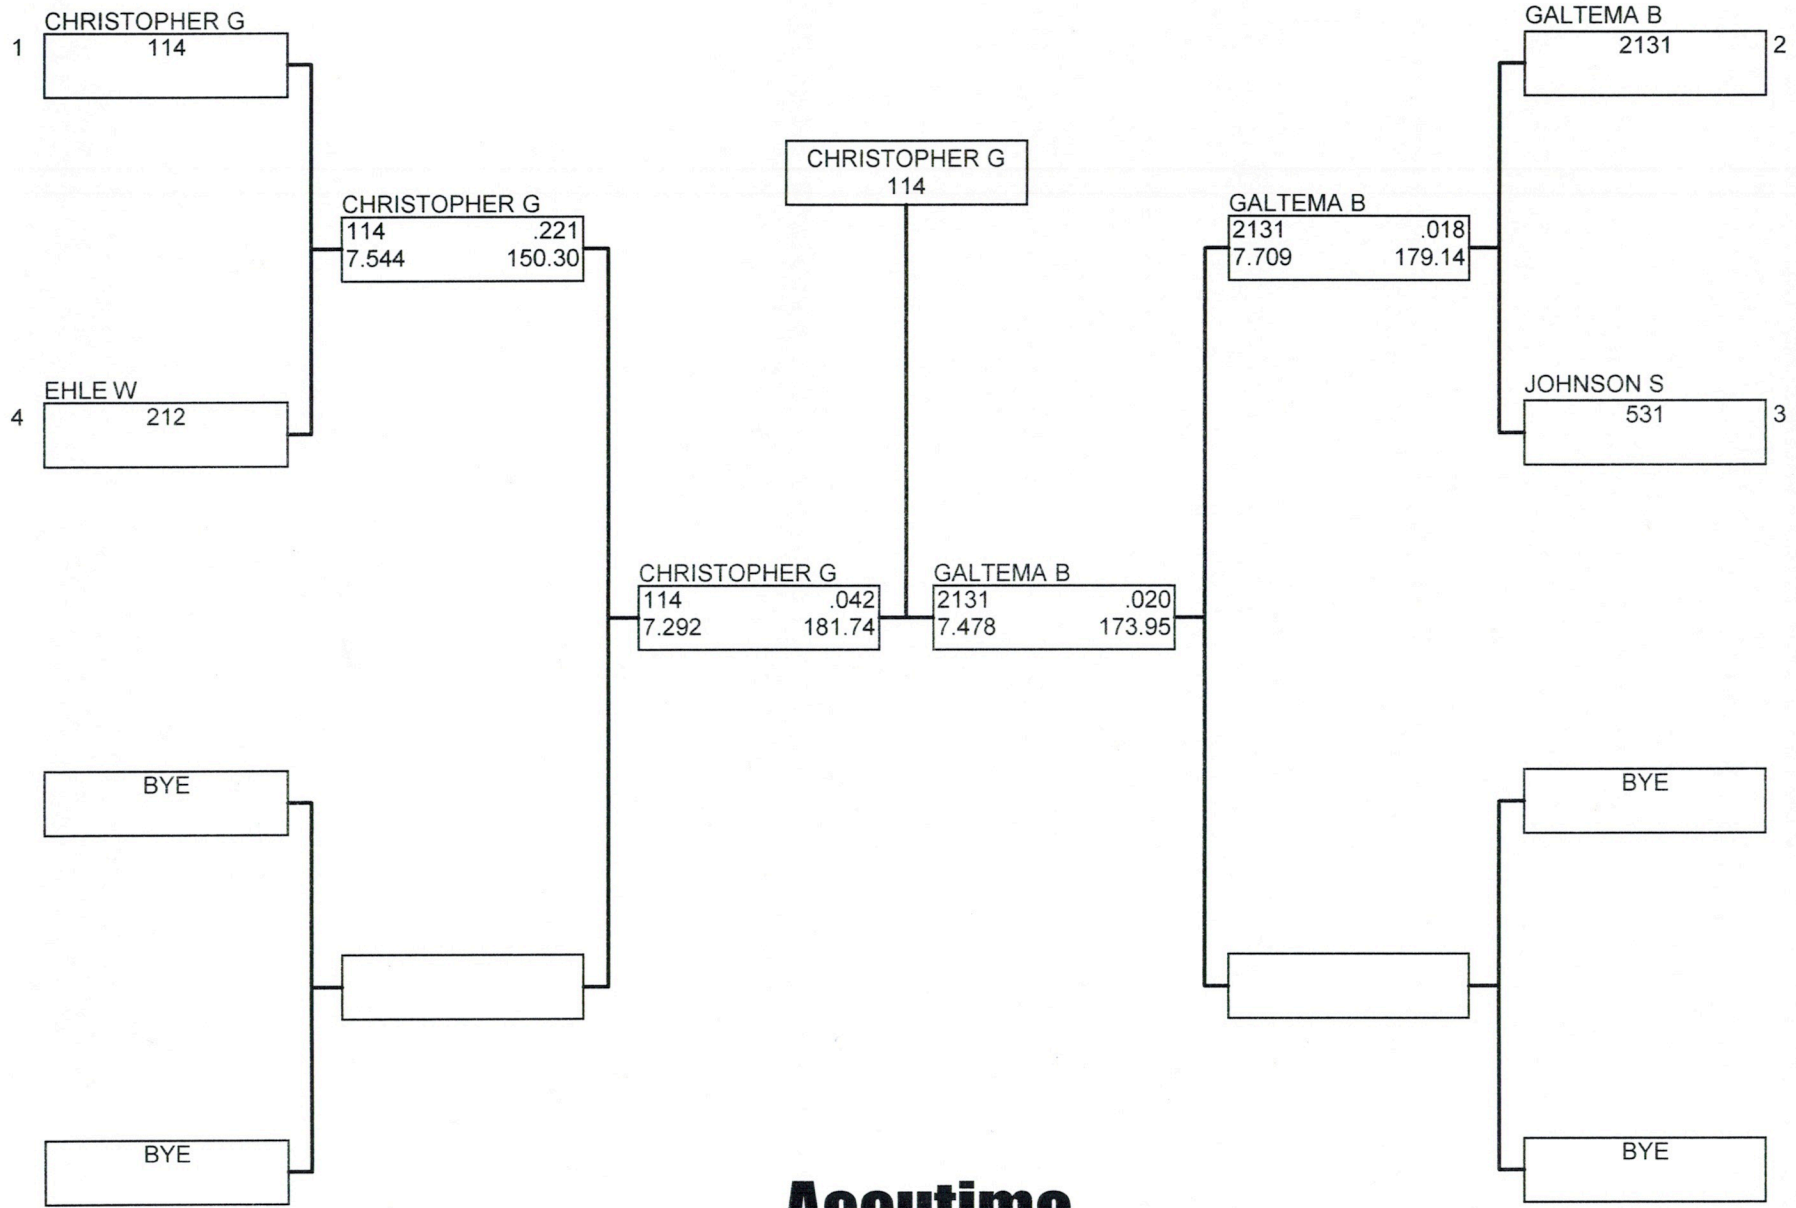 CHRISTOPHER G
1 114
EHLE W
4 212
BYE
BYE
CHRISTOPHER G
114 .221
7.544 150.30
CHRISTOPHER G
114 .042
7.292 181.74
CHRISTOPHER G
114
GALTEMA B
2131 .020
7.478 173.95
GALTEMA B
2131 .018
7.709 179.14
GALTEMA B
2131 2
JOHNSON S
531 3
BYE
BYE
Accutime